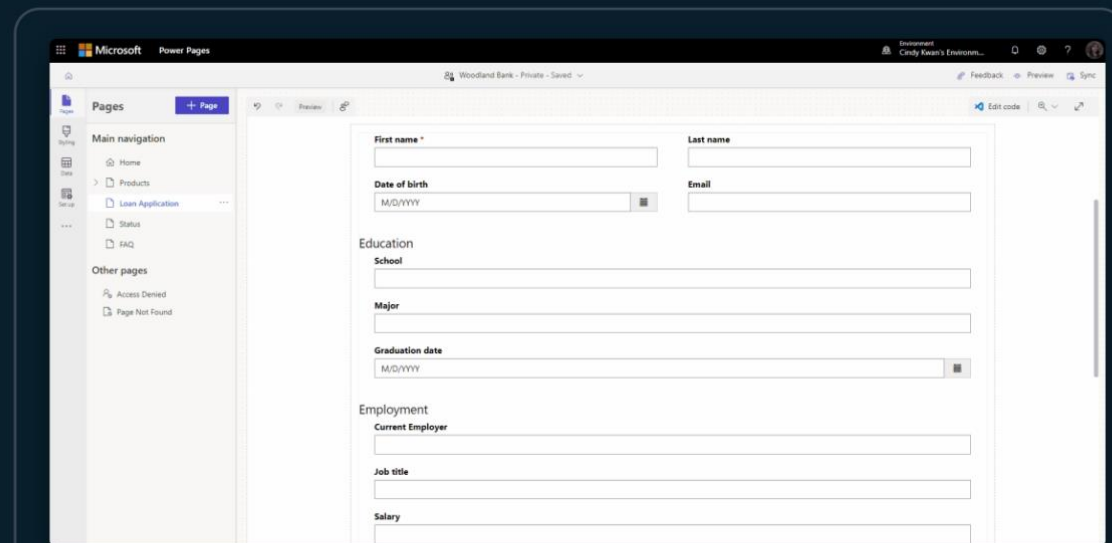 Microsoft Power Pages
Environment
Cindy Kwan's Environm...
?
Woodland Bank - Private - Saved
Feedback Preview Sync
Pages
Styling
Data
Set up
Pages
+ Page
Main navigation
Home
Products
Loan Application
Status
FAQ
Other pages
Access Denied
Page Not Found
Preview
Edit code
First name *
Last name
Date of birth
M/D/YYYY
Email
Education
School
Major
Graduation date
M/D/YYYY
Employment
Current Employer
Job title
Salary